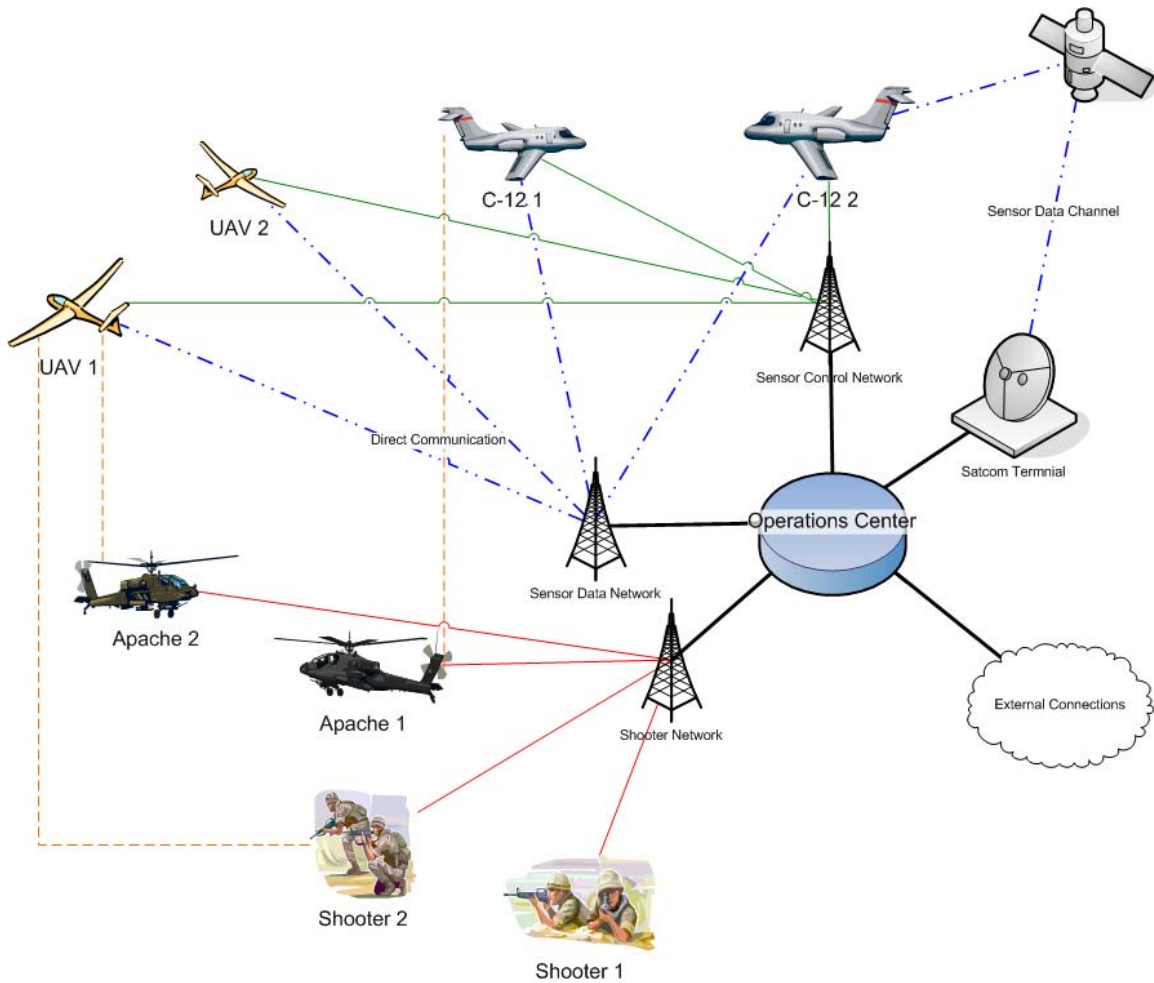 C-12 1
C-12 2
Sensor Data Channel
UAV 2
UAV 1
Sensor Control Network
Direct Communication
Satcom Termnial
Operations Center
Sensor Data Network
Apache 2
Apache 1
Shooter Network
External Connections
Shooter 2
Shooter 1